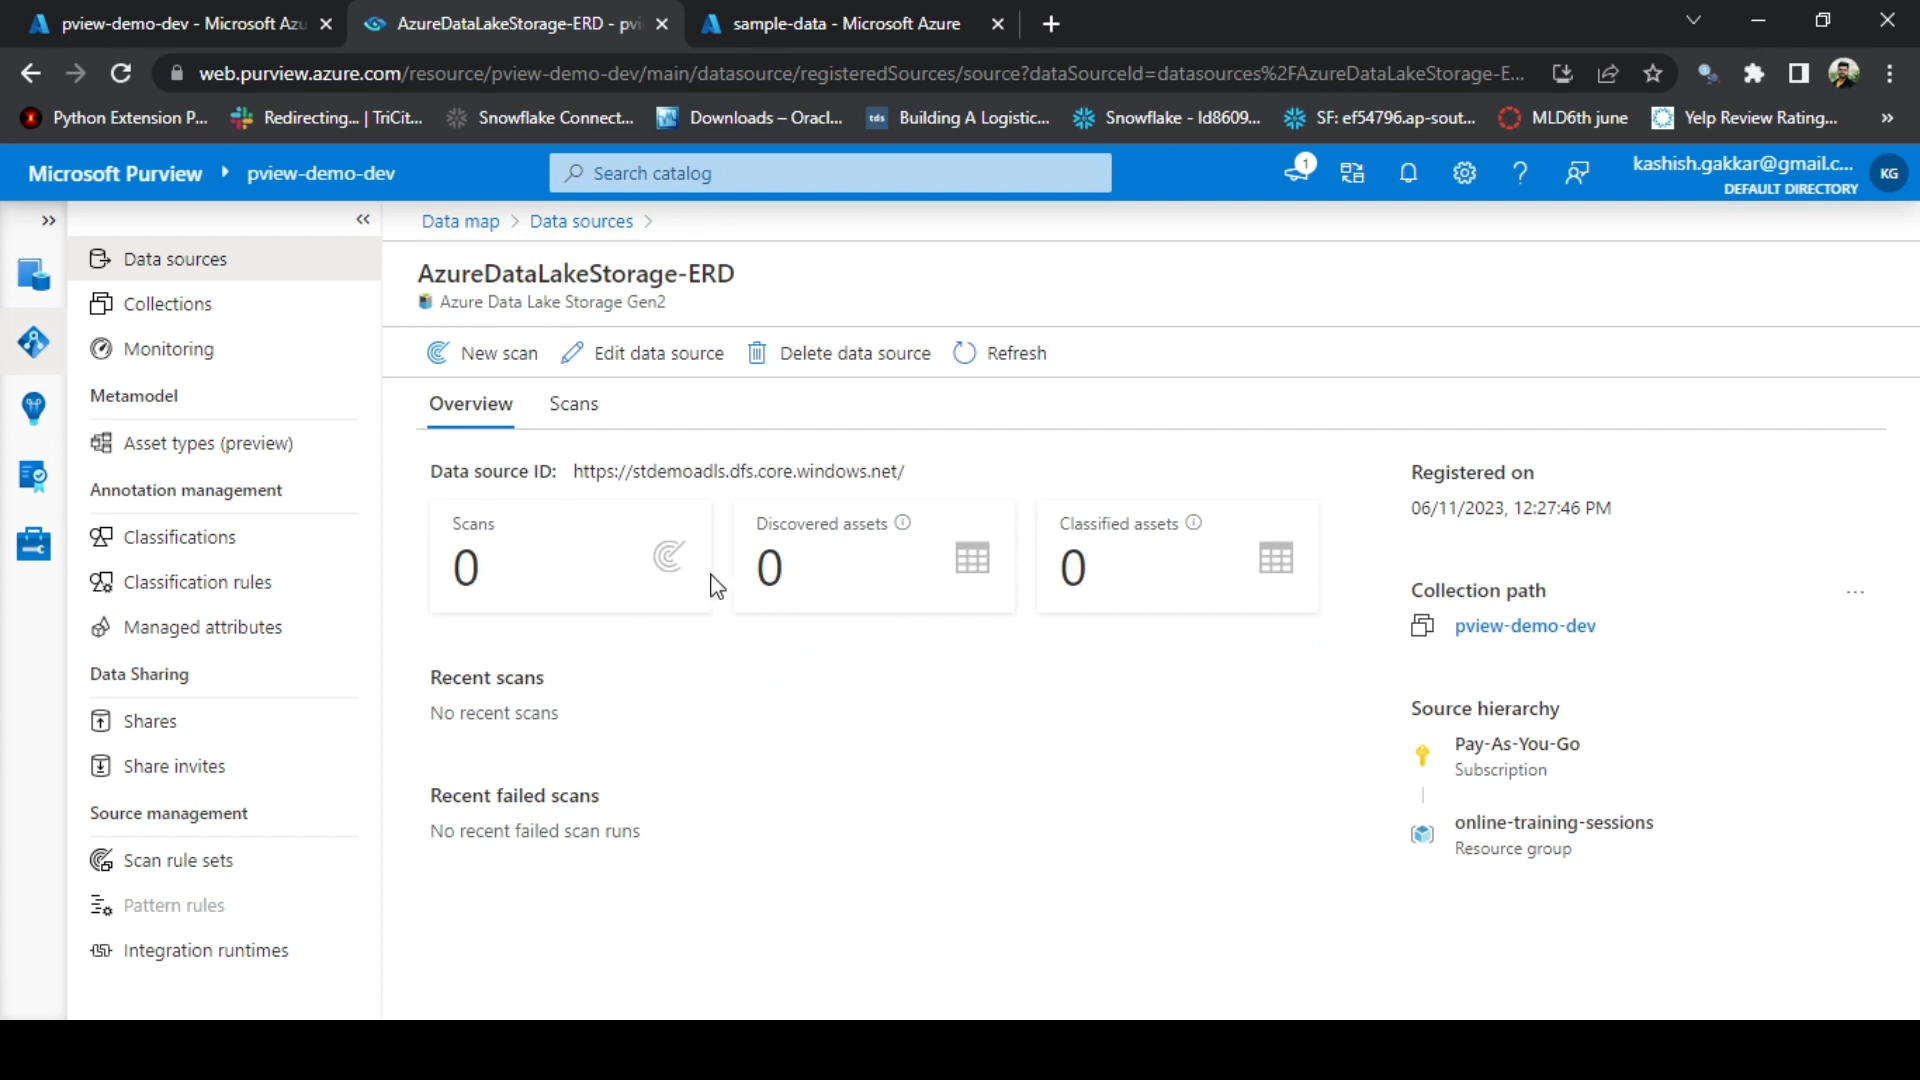 pview-demo-dev - Microsoft Azu
AzureDataLakeStorage-ERD - pvi
sample-data - Microsoft Azure
web.purview.azure.com/resource/pview-demo-dev/main/datasource/registeredSources/source?dataSourceId=datasources%2FAzureDataLakeStorage-E...
Python Extension P...
Redirecting... | TriCit...
Snowflake Connect...
Downloads – Oracl...
tds
Building A Logistic...
Snowflake - Id8609...
SF: ef54796.ap-sout...
MLD6th june
Yelp Review Rating...
Microsoft Purview
pview-demo-dev
Search catalog
1
kashish.gakkar@gmail.c...
DEFAULT DIRECTORY
KG
Data sources
Collections
Monitoring
Metamodel
Asset types (preview)
Annotation management
Classifications
Classification rules
Managed attributes
Data Sharing
Shares
Share invites
Source management
Scan rule sets
Pattern rules
Integration runtimes
Data map > Data sources >
AzureDataLakeStorage-ERD
Azure Data Lake Storage Gen2
New scan
Edit data source
Delete data source
Refresh
Overview
Scans
Data source ID: https://stdemoadls.dfs.core.windows.net/
Scans
0
Discovered assets
0
Classified assets
0
Recent scans
No recent scans
Recent failed scans
No recent failed scan runs
Registered on
06/11/2023, 12:27:46 PM
Collection path
...
pview-demo-dev
Source hierarchy
Pay-As-You-Go
Subscription
online-training-sessions
Resource group